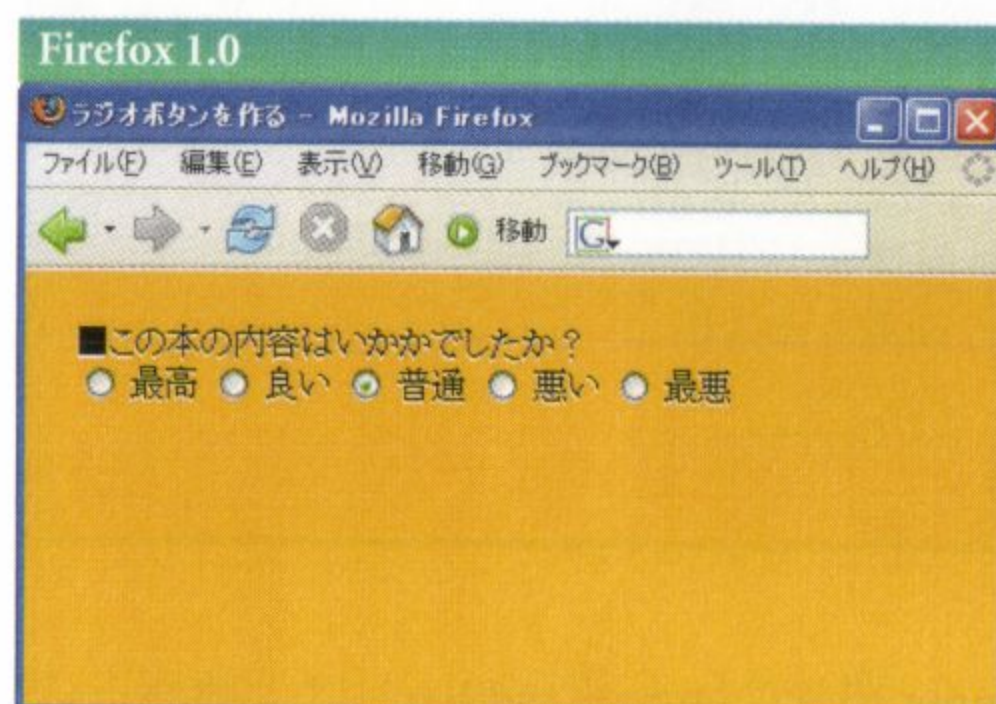 Firefox 1.0
ラジオボタンを作る - Mozilla Firefox
ファイル(F) 編集(E) 表示(V) 移動(G) ブックマーク(B) ツール(T) ヘルプ(H)
移動 G
■この本の内容はいかがでしたか？
最高 良い 普通 悪い 最悪